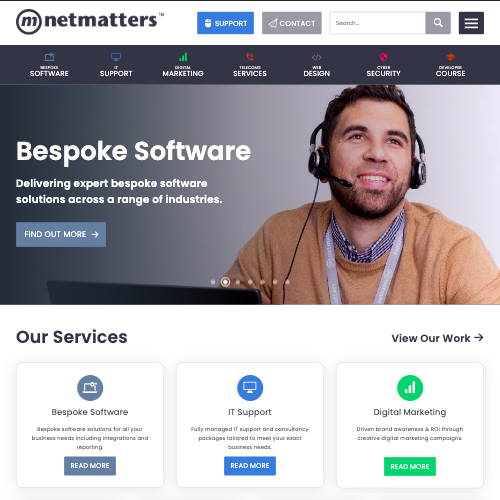 netmatters™
SUPPORT
CONTACT
Search...
BESPOKE
SOFTWARE
IT
SUPPORT
DIGITAL
MARKETING
TELECOMS
SERVICES
WEB
DESIGN
CYBER
SECURITY
DEVELOPER
COURSE
Bespoke Software
Delivering expert bespoke software
solutions across a range of industries.
FIND OUT MORE →
Our Services
View Our Work →
Bespoke Software
Bespoke software solutions for all your
business needs including integrations and
reporting.
READ MORE
IT Support
Fully managed IT support and consultancy
packages tailored to meet your exact
business needs.
READ MORE
Digital Marketing
Driven brand awareness & ROI through
creative digital marketing campaigns.
READ MORE